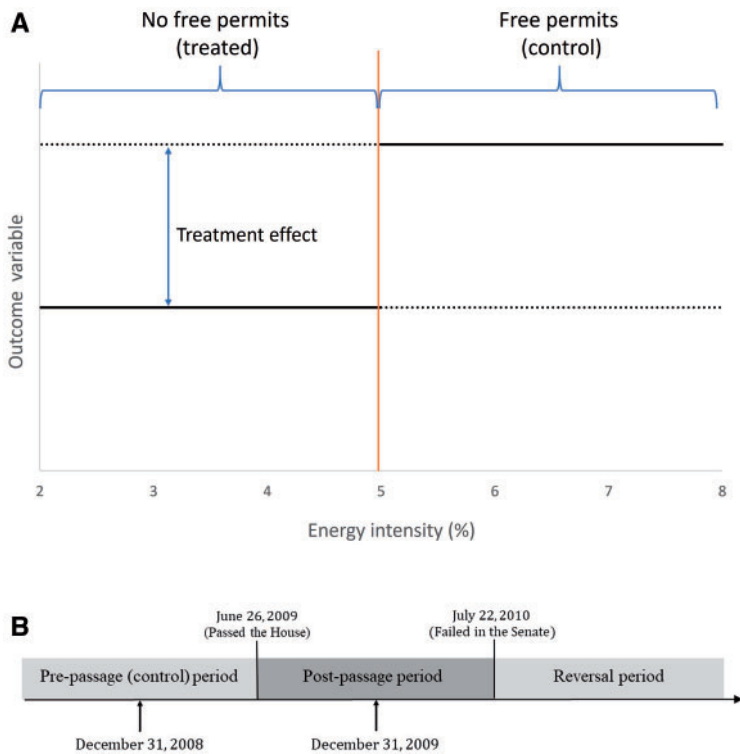 A
No free permits
(treated)
Free permits
(control)
Outcome variable
Treatment effect
2 3 4 5 6 7 8
Energy intensity (%)
B
June 26, 2009
(Passed the House)
July 22, 2010
(Failed in the Senate)
Pre-passage (control) period
Post-passage period
Reversal period
December 31, 2008
December 31, 2009